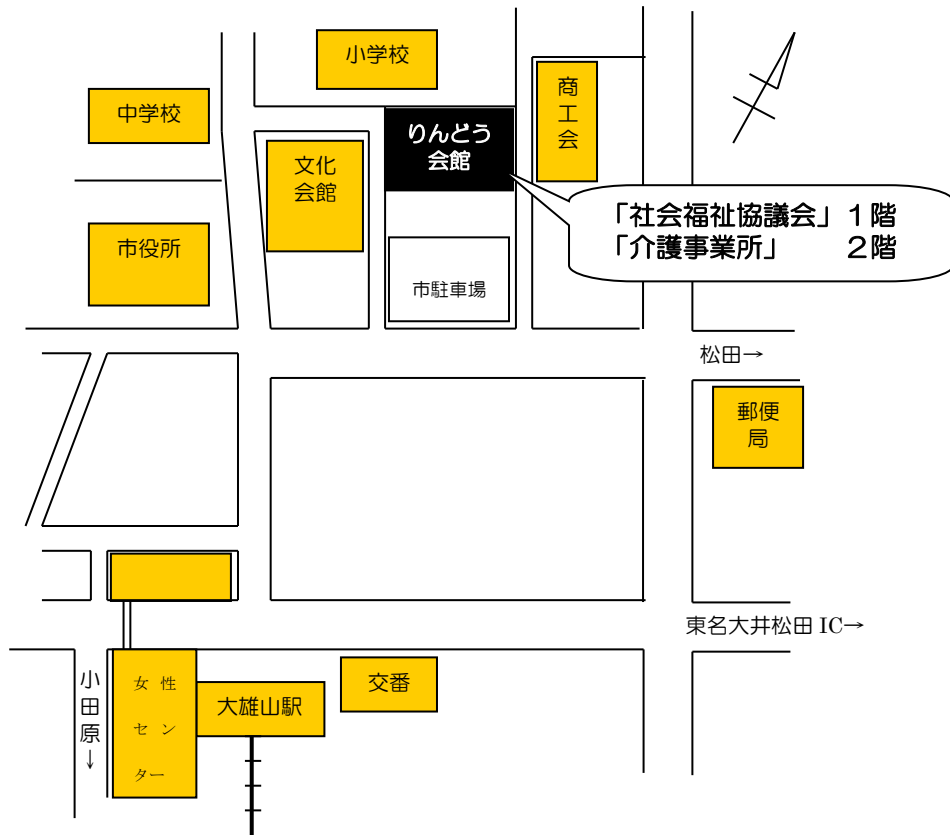 小学校
中学校
りんどう
会館
商
工
会
文化
会館
「社会福祉協議会」１階
「介護事業所」　　２階
市役所
市駐車場
松田→
郵便
局
東名大井松田 IC→
小
田
原
↓
女 性
セ ン
ター
大雄山駅
交番